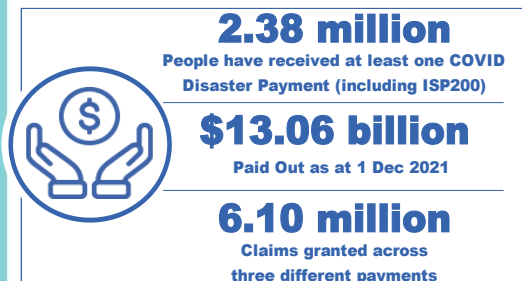 2.38 million
People have received at least one COVID
Disaster Payment (including ISP200)
$13.06 billion
Paid Out as at 1 Dec 2021
6.10 million
Claims granted across
three different payments
$